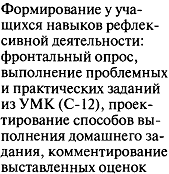 Формирование у уча-
щихся навыков рефлек-
сивной деятельности:
фронтальный опрос,
выполнение проблемных
и практических заданий
из УМК (С-12), проек-
тирование способов вы-
полнения домашнего за-
дания, комментирование
выставленных оценок